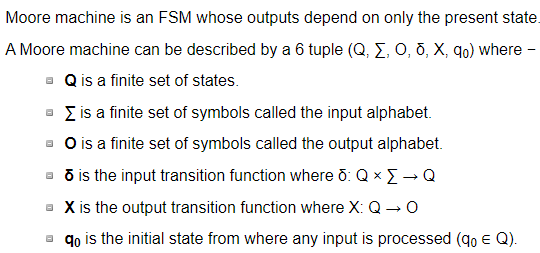 Moore machine is an FSM whose outputs depend on only the present state.
A Moore machine can be described by a 6 tuple (Q, ∑, O, δ, X, q₀) where −
Q is a finite set of states.
∑ is a finite set of symbols called the input alphabet.
O is a finite set of symbols called the output alphabet.
δ is the input transition function where δ: Q × ∑ → Q
X is the output transition function where X: Q → O
q₀ is the initial state from where any input is processed (q₀ ∈ Q).